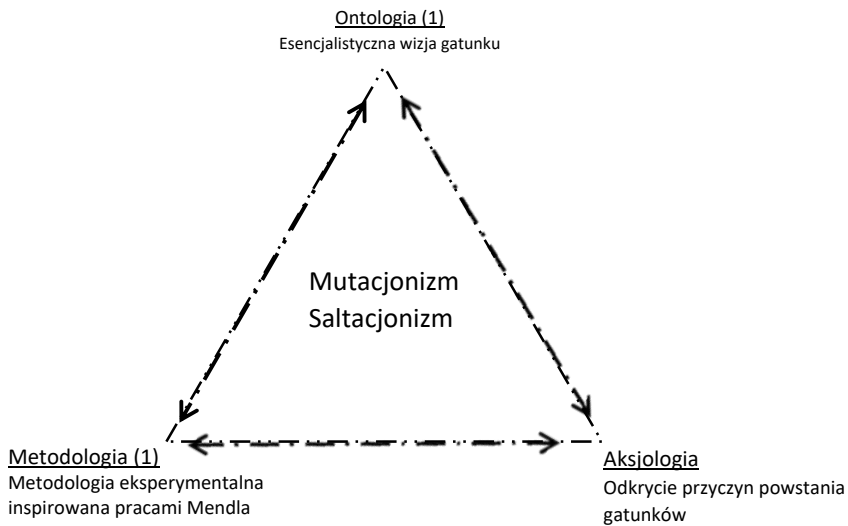 Ontologia (1)
Esencjalistyczna wizja gatunku
Mutacjonizm
Saltacjonizm
Metodologia (1)
Metodologia eksperymentalna
inspirowana pracami Mendla
Aksjologia
Odkrycie przyczyn powstania
gatunków